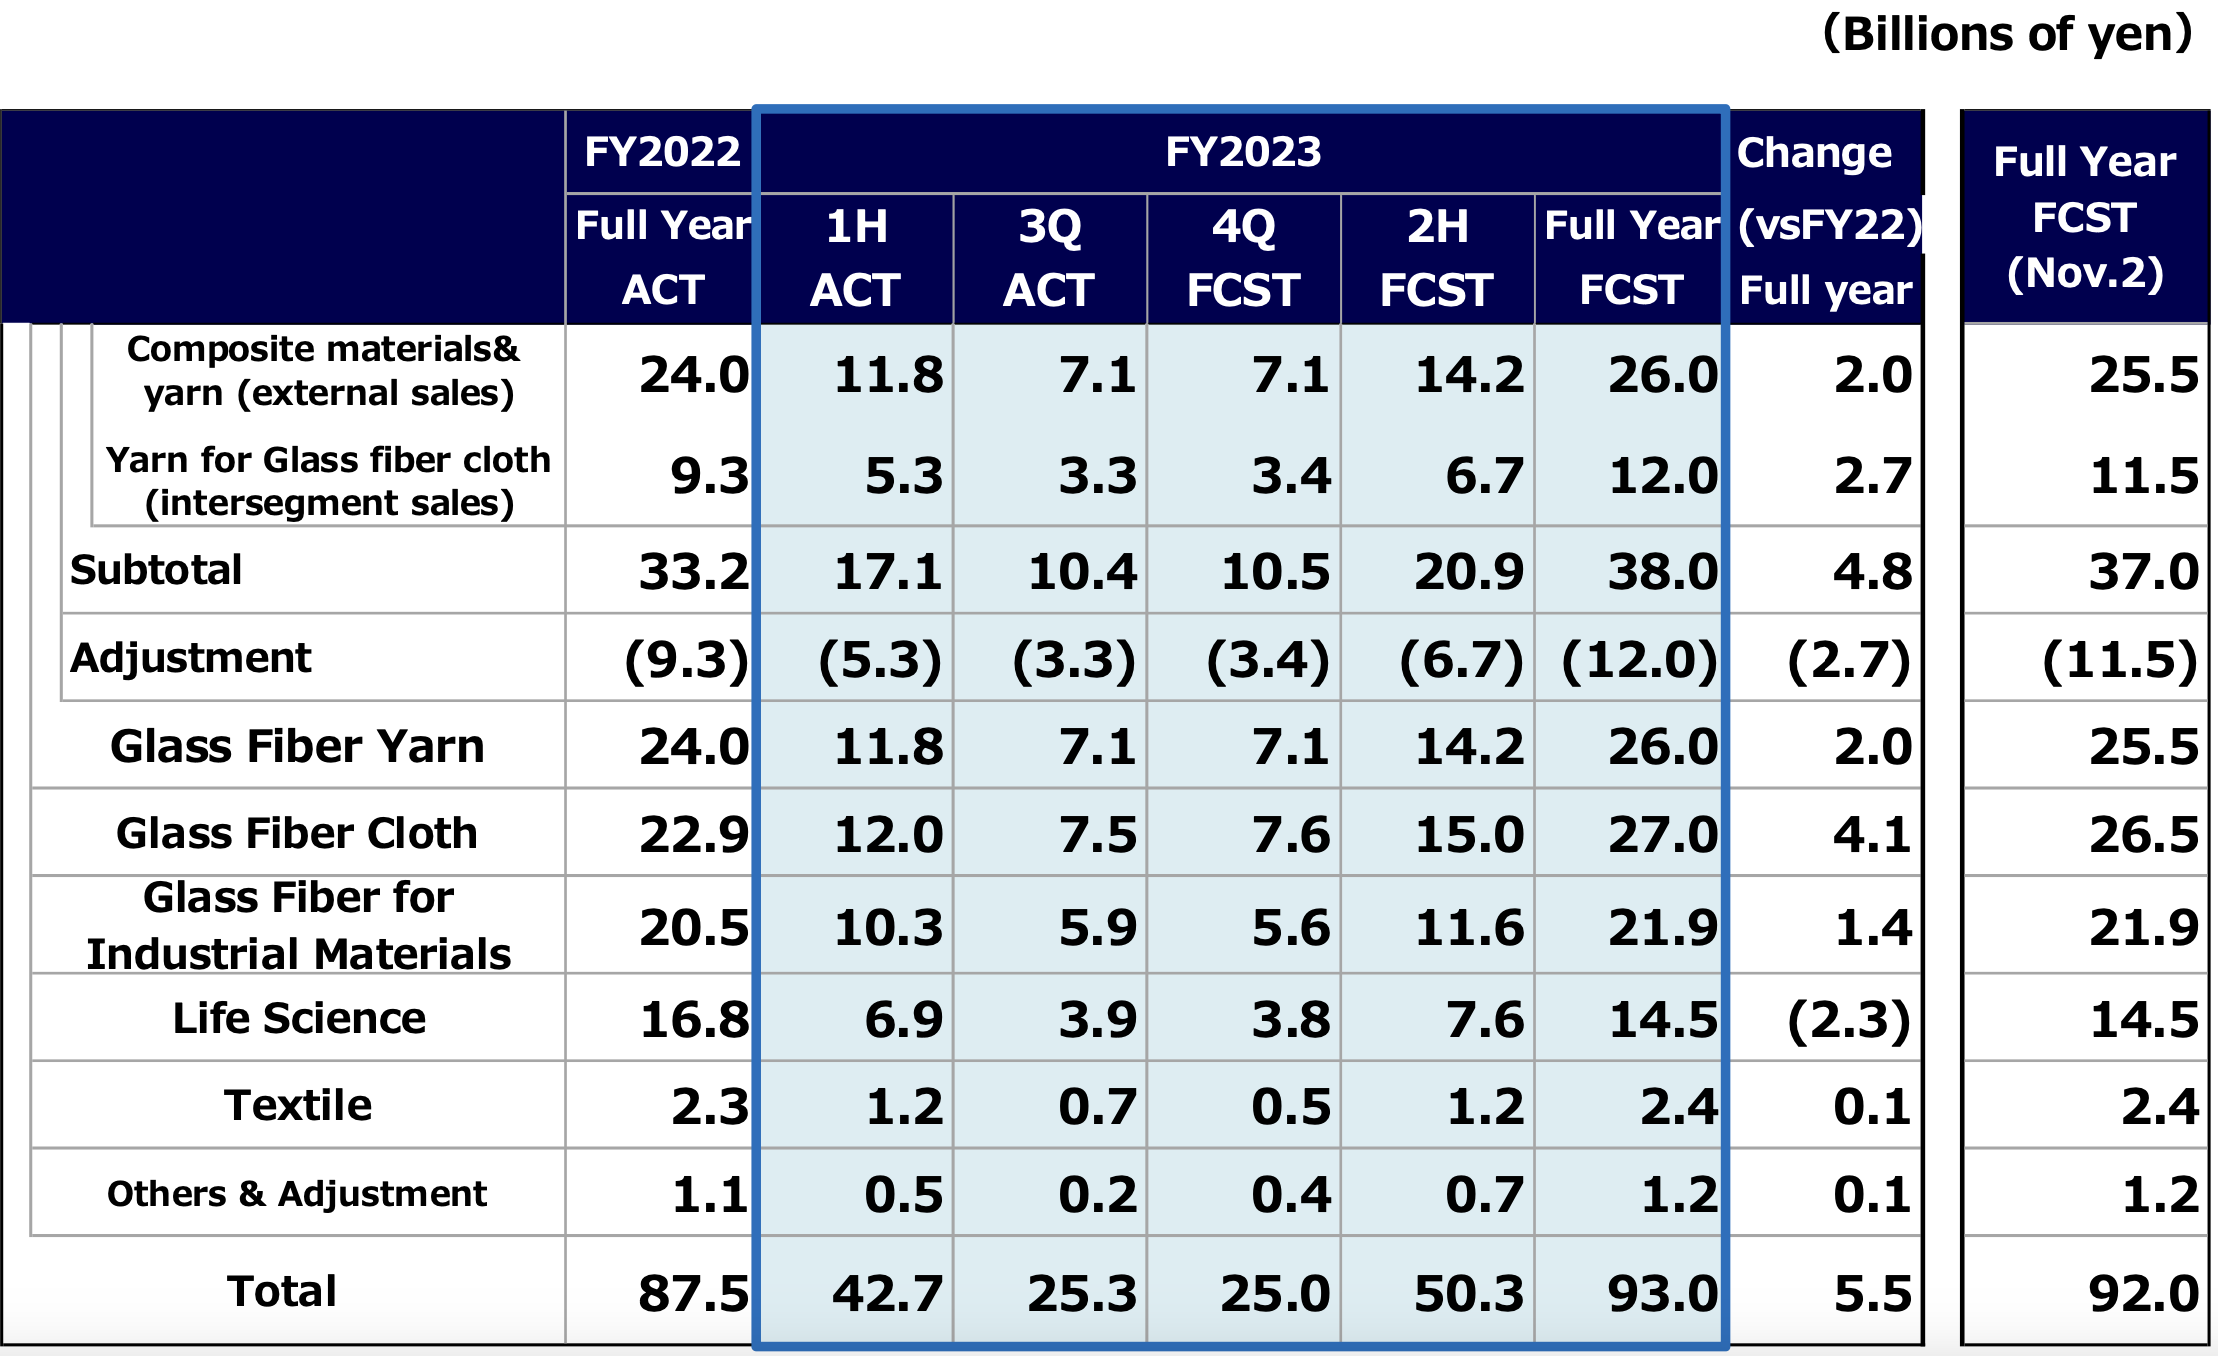 (Billions of yen)
FY2022 FY2023 Change
Full Year 1H 3Q 4Q 2H Full Year (vsFY22) Full Year
ACT ACT ACT FCST FCST FCST Full year FCST
(Nov.2)
Composite materials&
yarn (external sales) 24.0 11.8 7.1 7.1 14.2 26.0 2.0 25.5
Yarn for Glass fiber cloth
(intersegment sales) 9.3 5.3 3.3 3.4 6.7 12.0 2.7 11.5
Subtotal 33.2 17.1 10.4 10.5 20.9 38.0 4.8 37.0
Adjustment (9.3) (5.3) (3.3) (3.4) (6.7) (12.0) (2.7) (11.5)
Glass Fiber Yarn 24.0 11.8 7.1 7.1 14.2 26.0 2.0 25.5
Glass Fiber Cloth 22.9 12.0 7.5 7.6 15.0 27.0 4.1 26.5
Glass Fiber for
Industrial Materials 20.5 10.3 5.9 5.6 11.6 21.9 1.4 21.9
Life Science 16.8 6.9 3.9 3.8 7.6 14.5 (2.3) 14.5
Textile 2.3 1.2 0.7 0.5 1.2 2.4 0.1 2.4
Others & Adjustment 1.1 0.5 0.2 0.4 0.7 1.2 0.1 1.2
Total 87.5 42.7 25.3 25.0 50.3 93.0 5.5 92.0